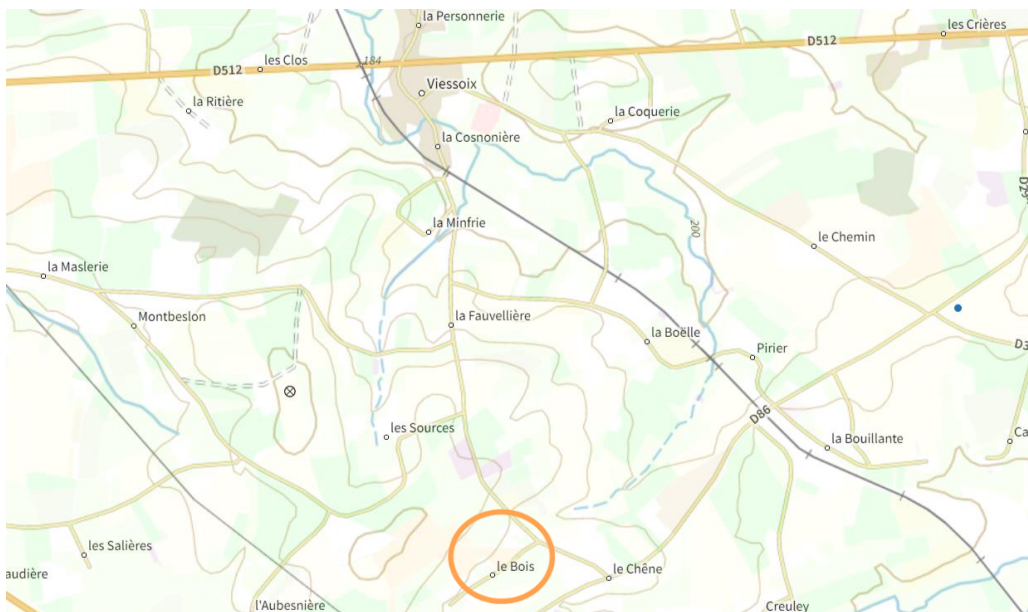 la Personnerie
les Crières
D512
184
les Clos
D512
Viessoix
la Ritière
la Coquerie
la Cosnonière
200
la Minfrie
le Chemin
la Maslerie
Montbeslon
la Fauvellière
la Boëlle
Pirier
D3
D86
les Sources
la Bouillante
Ca
les Salières
le Bois
le Chêne
audière
l'Aubesnière
Creuley